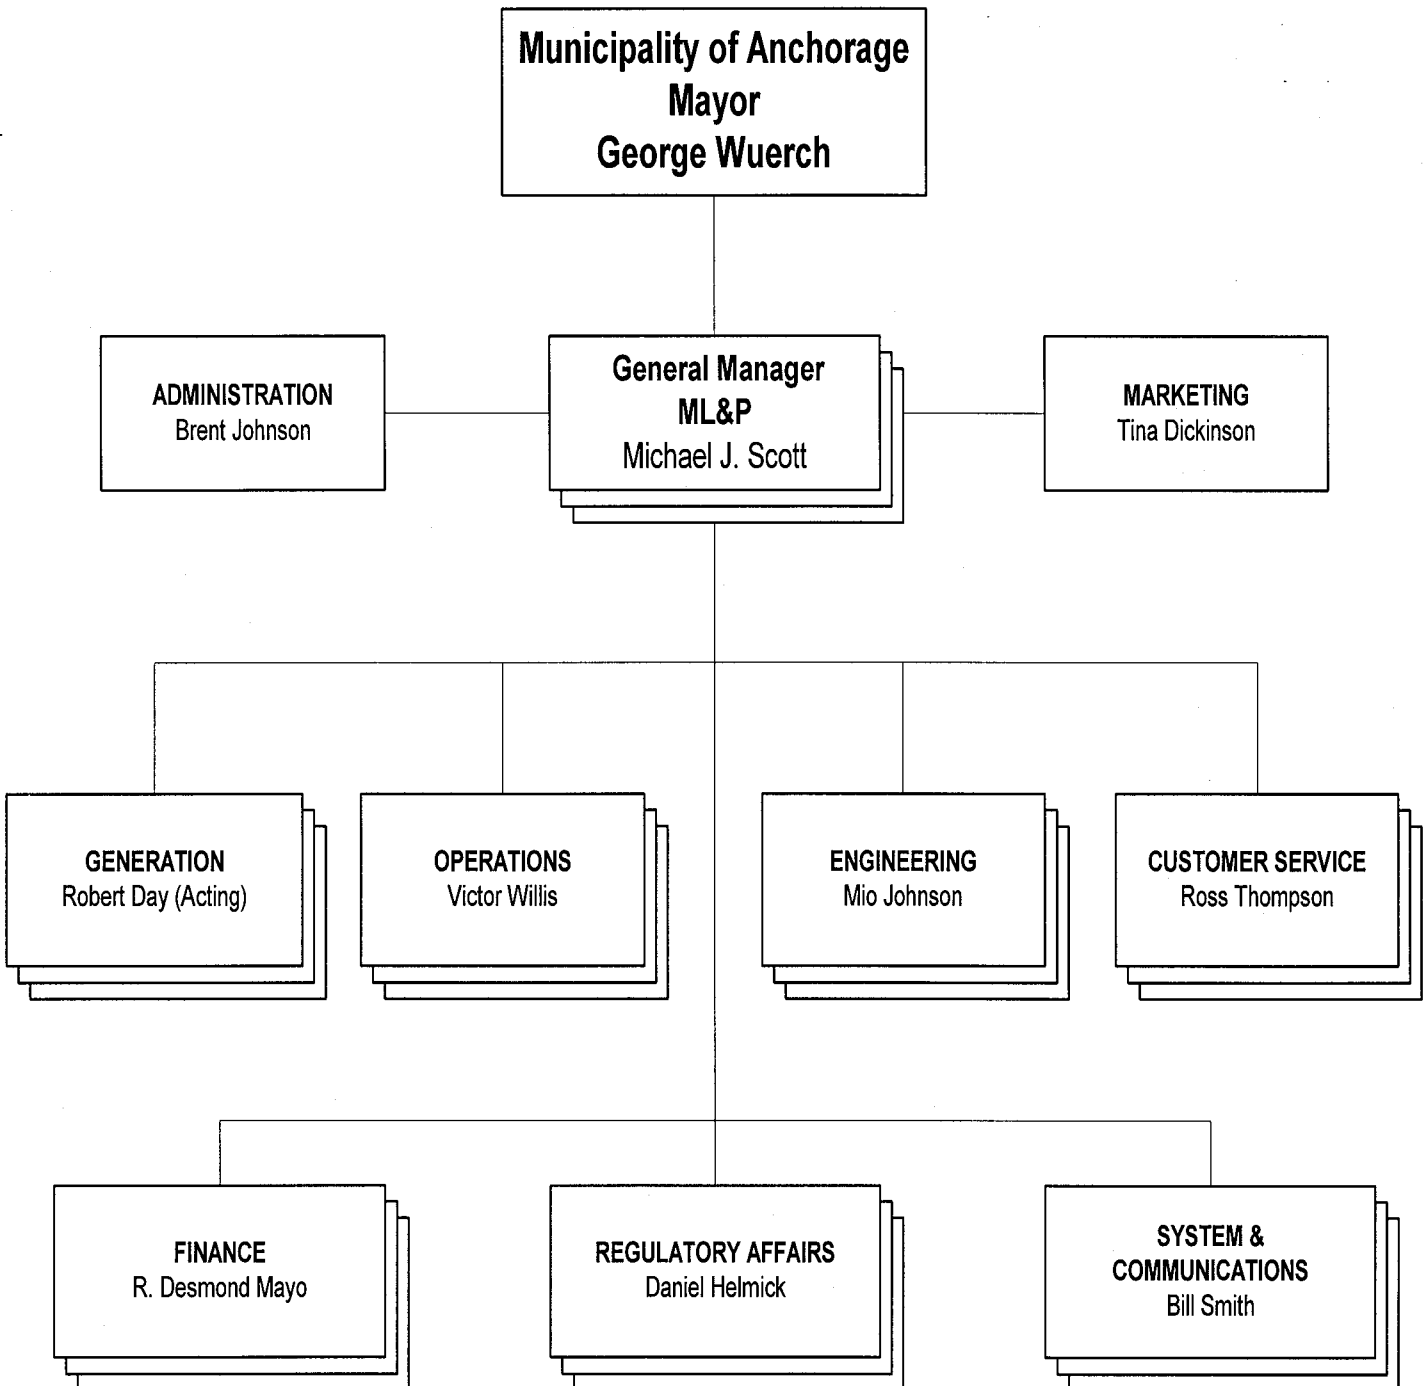 Municipality of Anchorage
Mayor
George Wuerch
ADMINISTRATION
Brent Johnson
General Manager
ML&P
Michael J. Scott
MARKETING
Tina Dickinson
GENERATION
Robert Day (Acting)
OPERATIONS
Victor Willis
ENGINEERING
Mio Johnson
CUSTOMER SERVICE
Ross Thompson
FINANCE
R. Desmond Mayo
REGULATORY AFFAIRS
Daniel Helmick
SYSTEM &
COMMUNICATIONS
Bill Smith